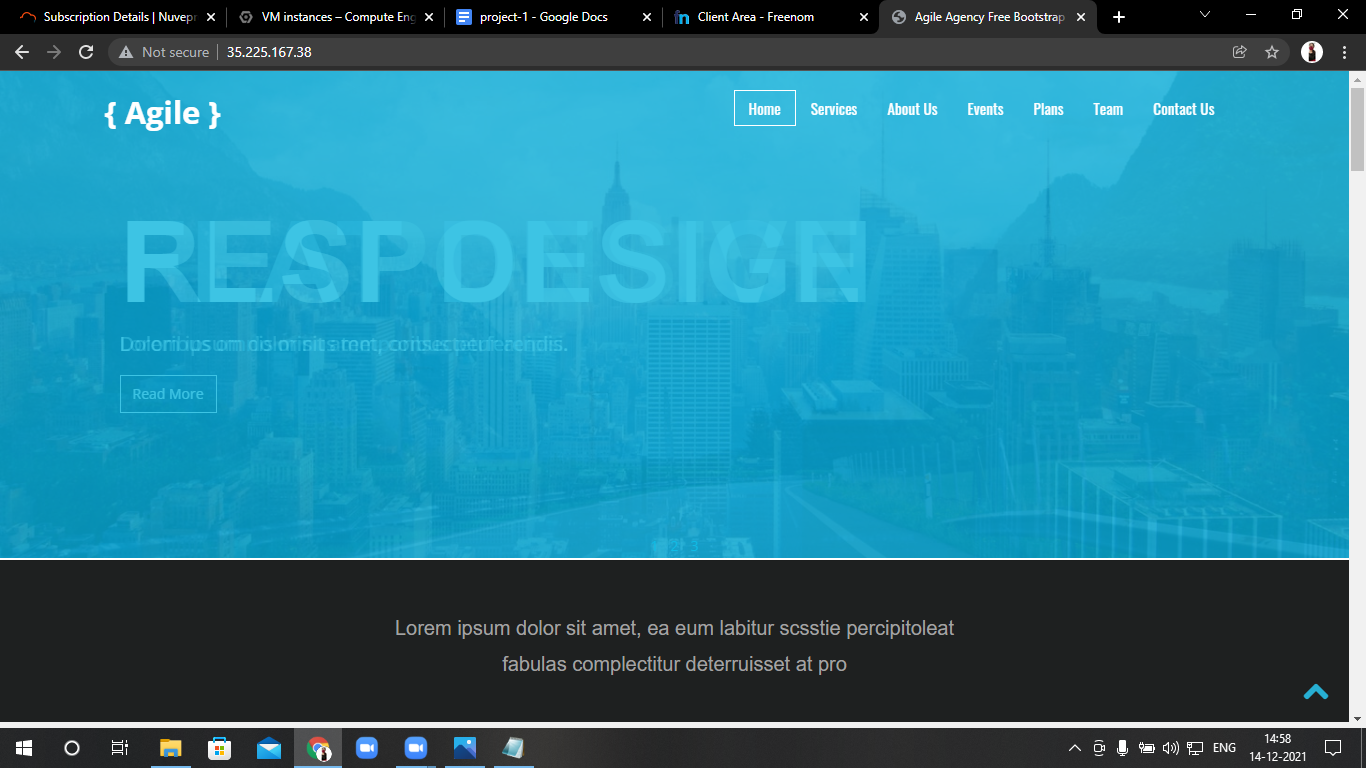 Subscription Details | Nuvepr
VM instances – Compute Eng
project-1 - Google Docs
Client Area - Freenom
Agile Agency Free Bootstrap
Not secure
35.225.167.38
{ Agile }
Home
Services
About Us
Events
Plans
Team
Contact Us
Read More
Lorem ipsum dolor sit amet, ea eum labitur scsstie percipitoleat
fabulas complectitur deterruisset at pro
ENG
14:58
14-12-2021